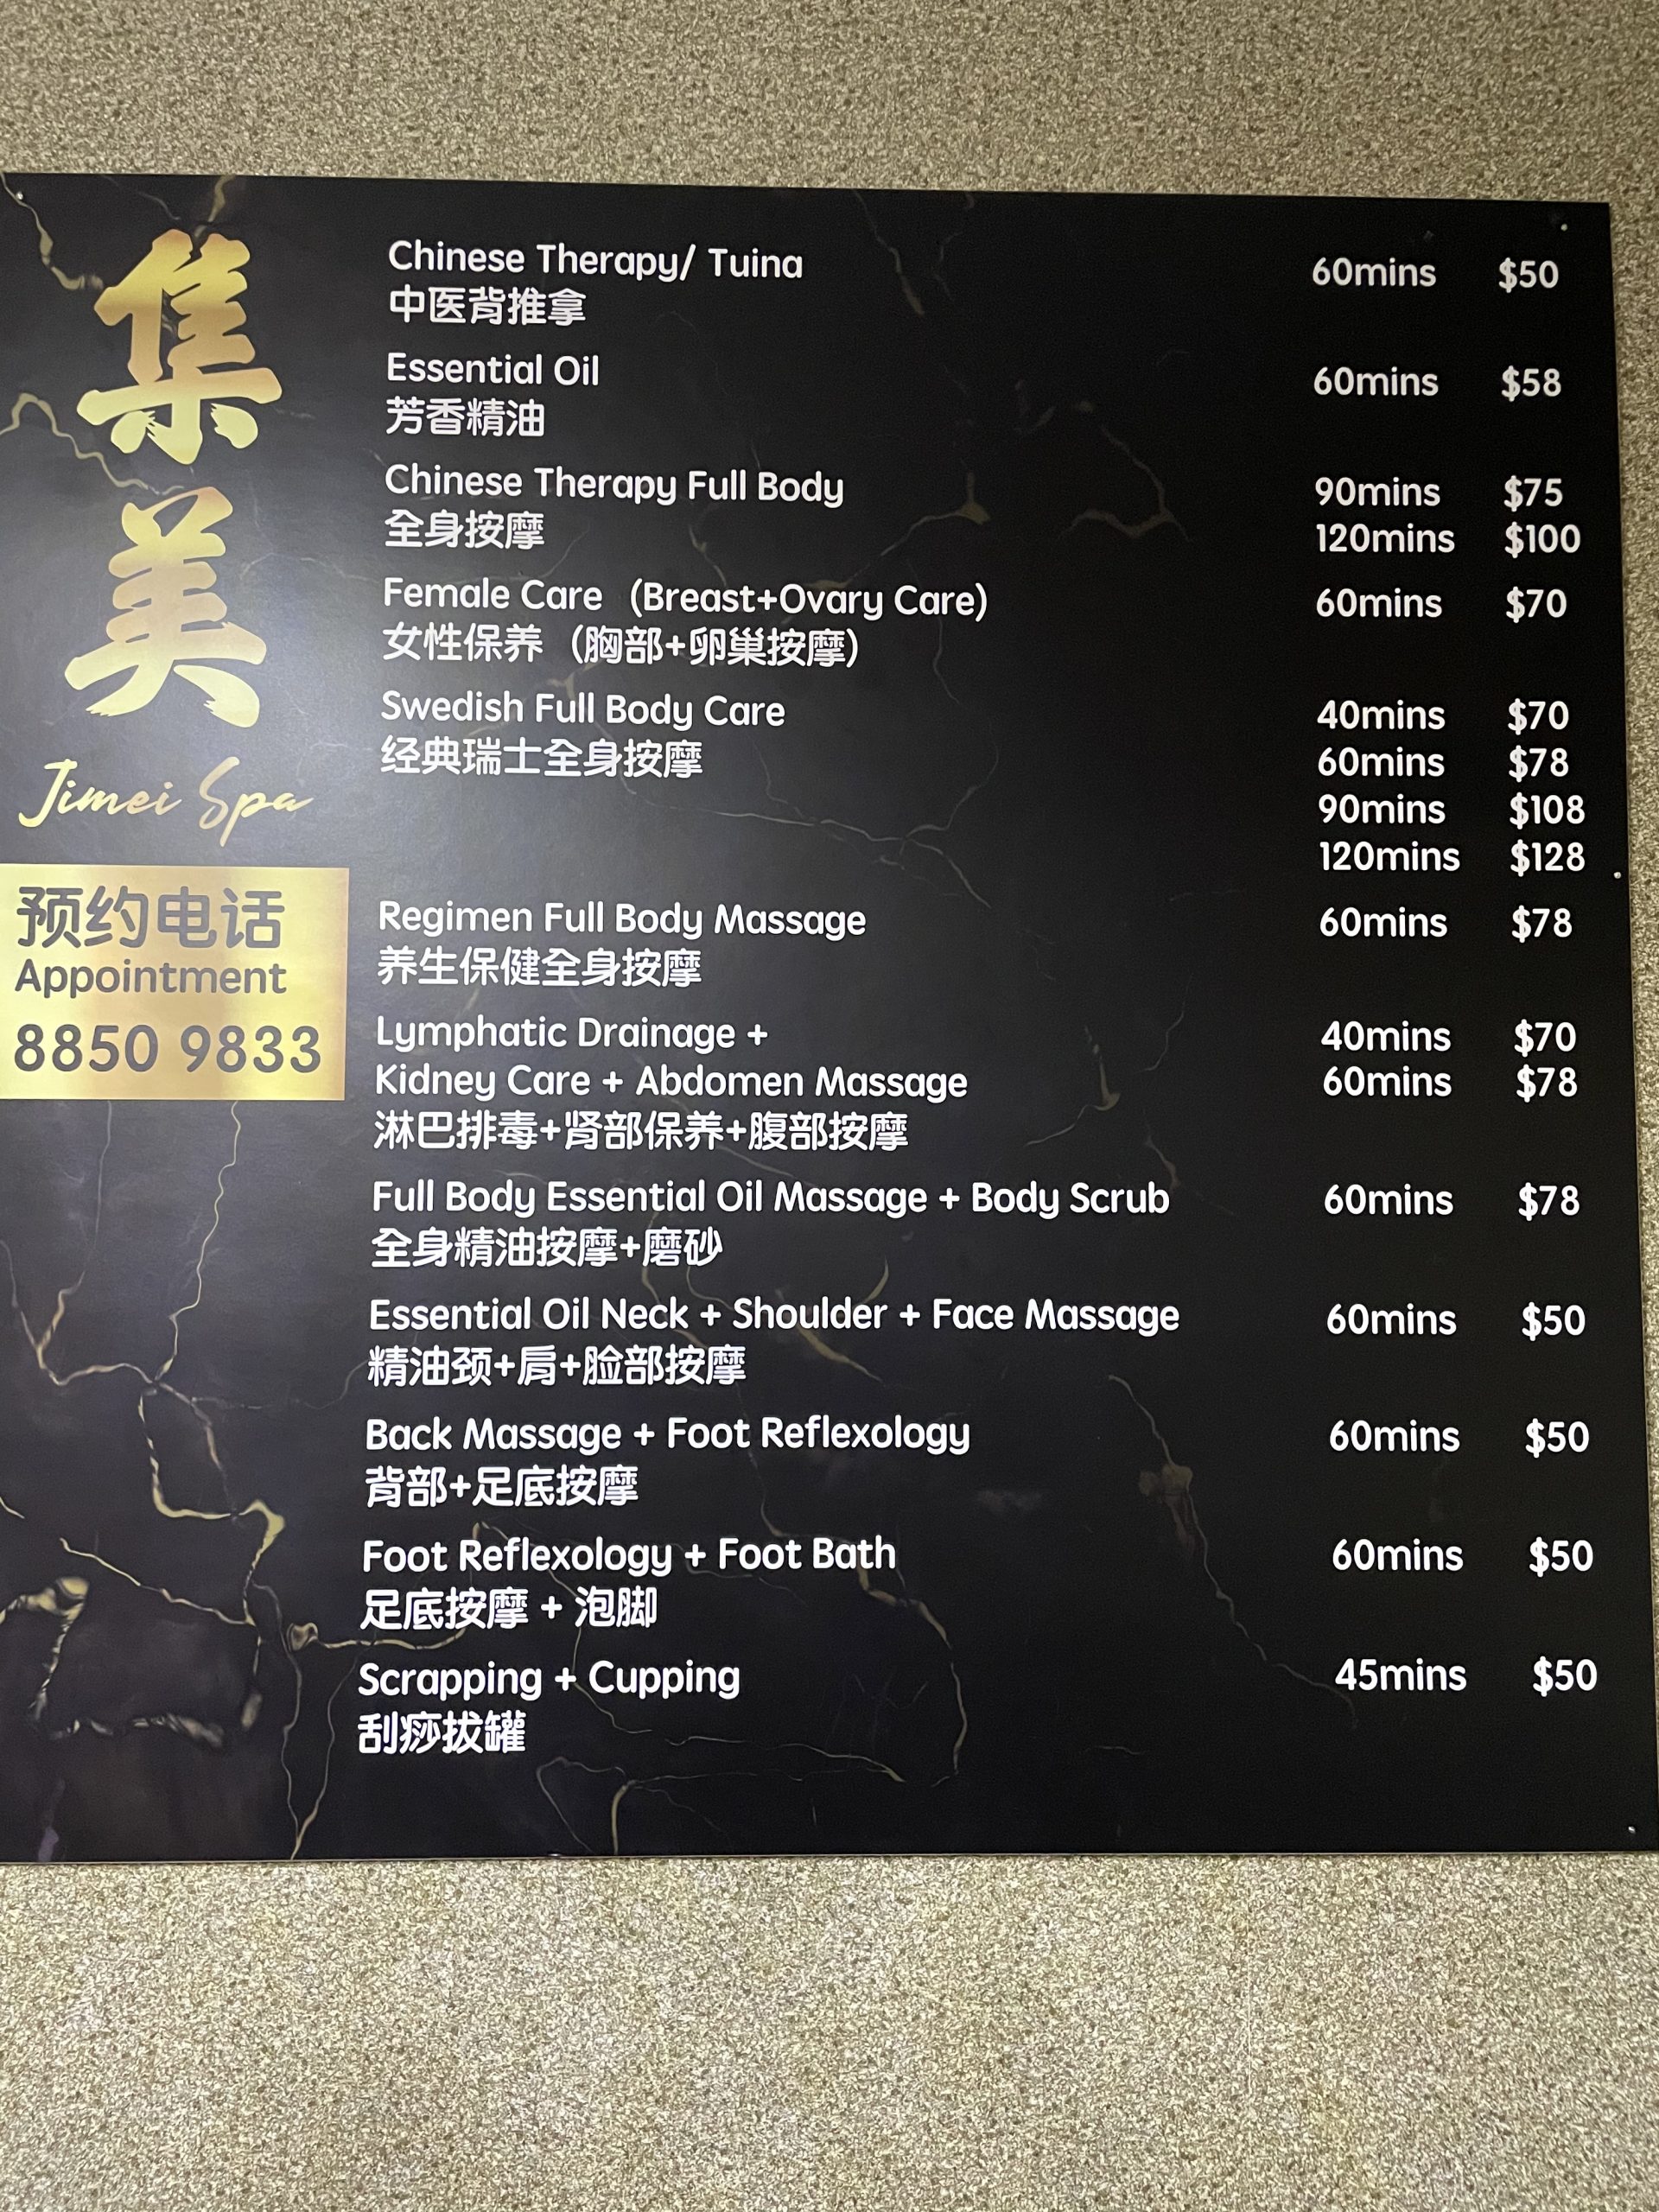 集
美
Jimei Spa
预约电话
Appointment
8850 9833
Chinese Therapy/ Tuina 60mins $50
中医背推拿
Essential Oil 60mins $58
芳香精油
Chinese Therapy Full Body 90mins $75
全身按摩 120mins $100
Female Care (Breast+Ovary Care) 60mins $70
女性保养（胸部+卵巢按摩）
Swedish Full Body Care 40mins $70
经典瑞士全身按摩 60mins $78
90mins $108
120mins $128
Regimen Full Body Massage 60mins $78
养生保健全身按摩
Lymphatic Drainage + 40mins $70
Kidney Care + Abdomen Massage 60mins $78
淋巴排毒+肾部保养+腹部按摩
Full Body Essential Oil Massage + Body Scrub 60mins $78
全身精油按摩+磨砂
Essential Oil Neck + Shoulder + Face Massage 60mins $50
精油颈+肩+脸部按摩
Back Massage + Foot Reflexology 60mins $50
背部+足底按摩
Foot Reflexology + Foot Bath 60mins $50
足底按摩 + 泡脚
Scrapping + Cupping 45mins $50
刮痧拔罐